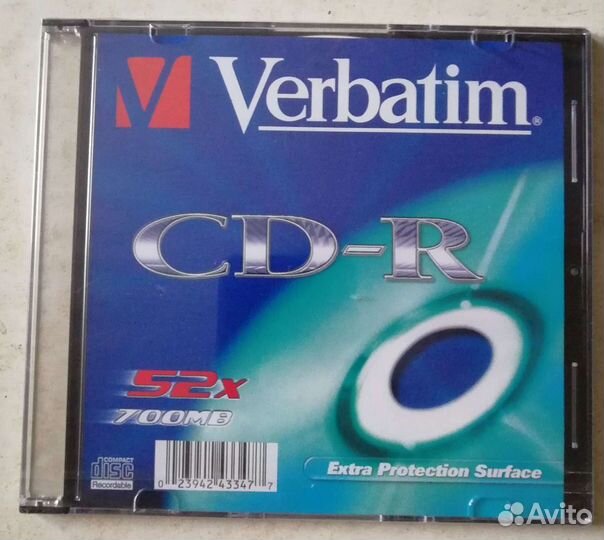 Verbatim®
CD-R
52x
700MB
COMPACT
disc
Recordable
0 23942 43347 7
Extra Protection Surface
Avito